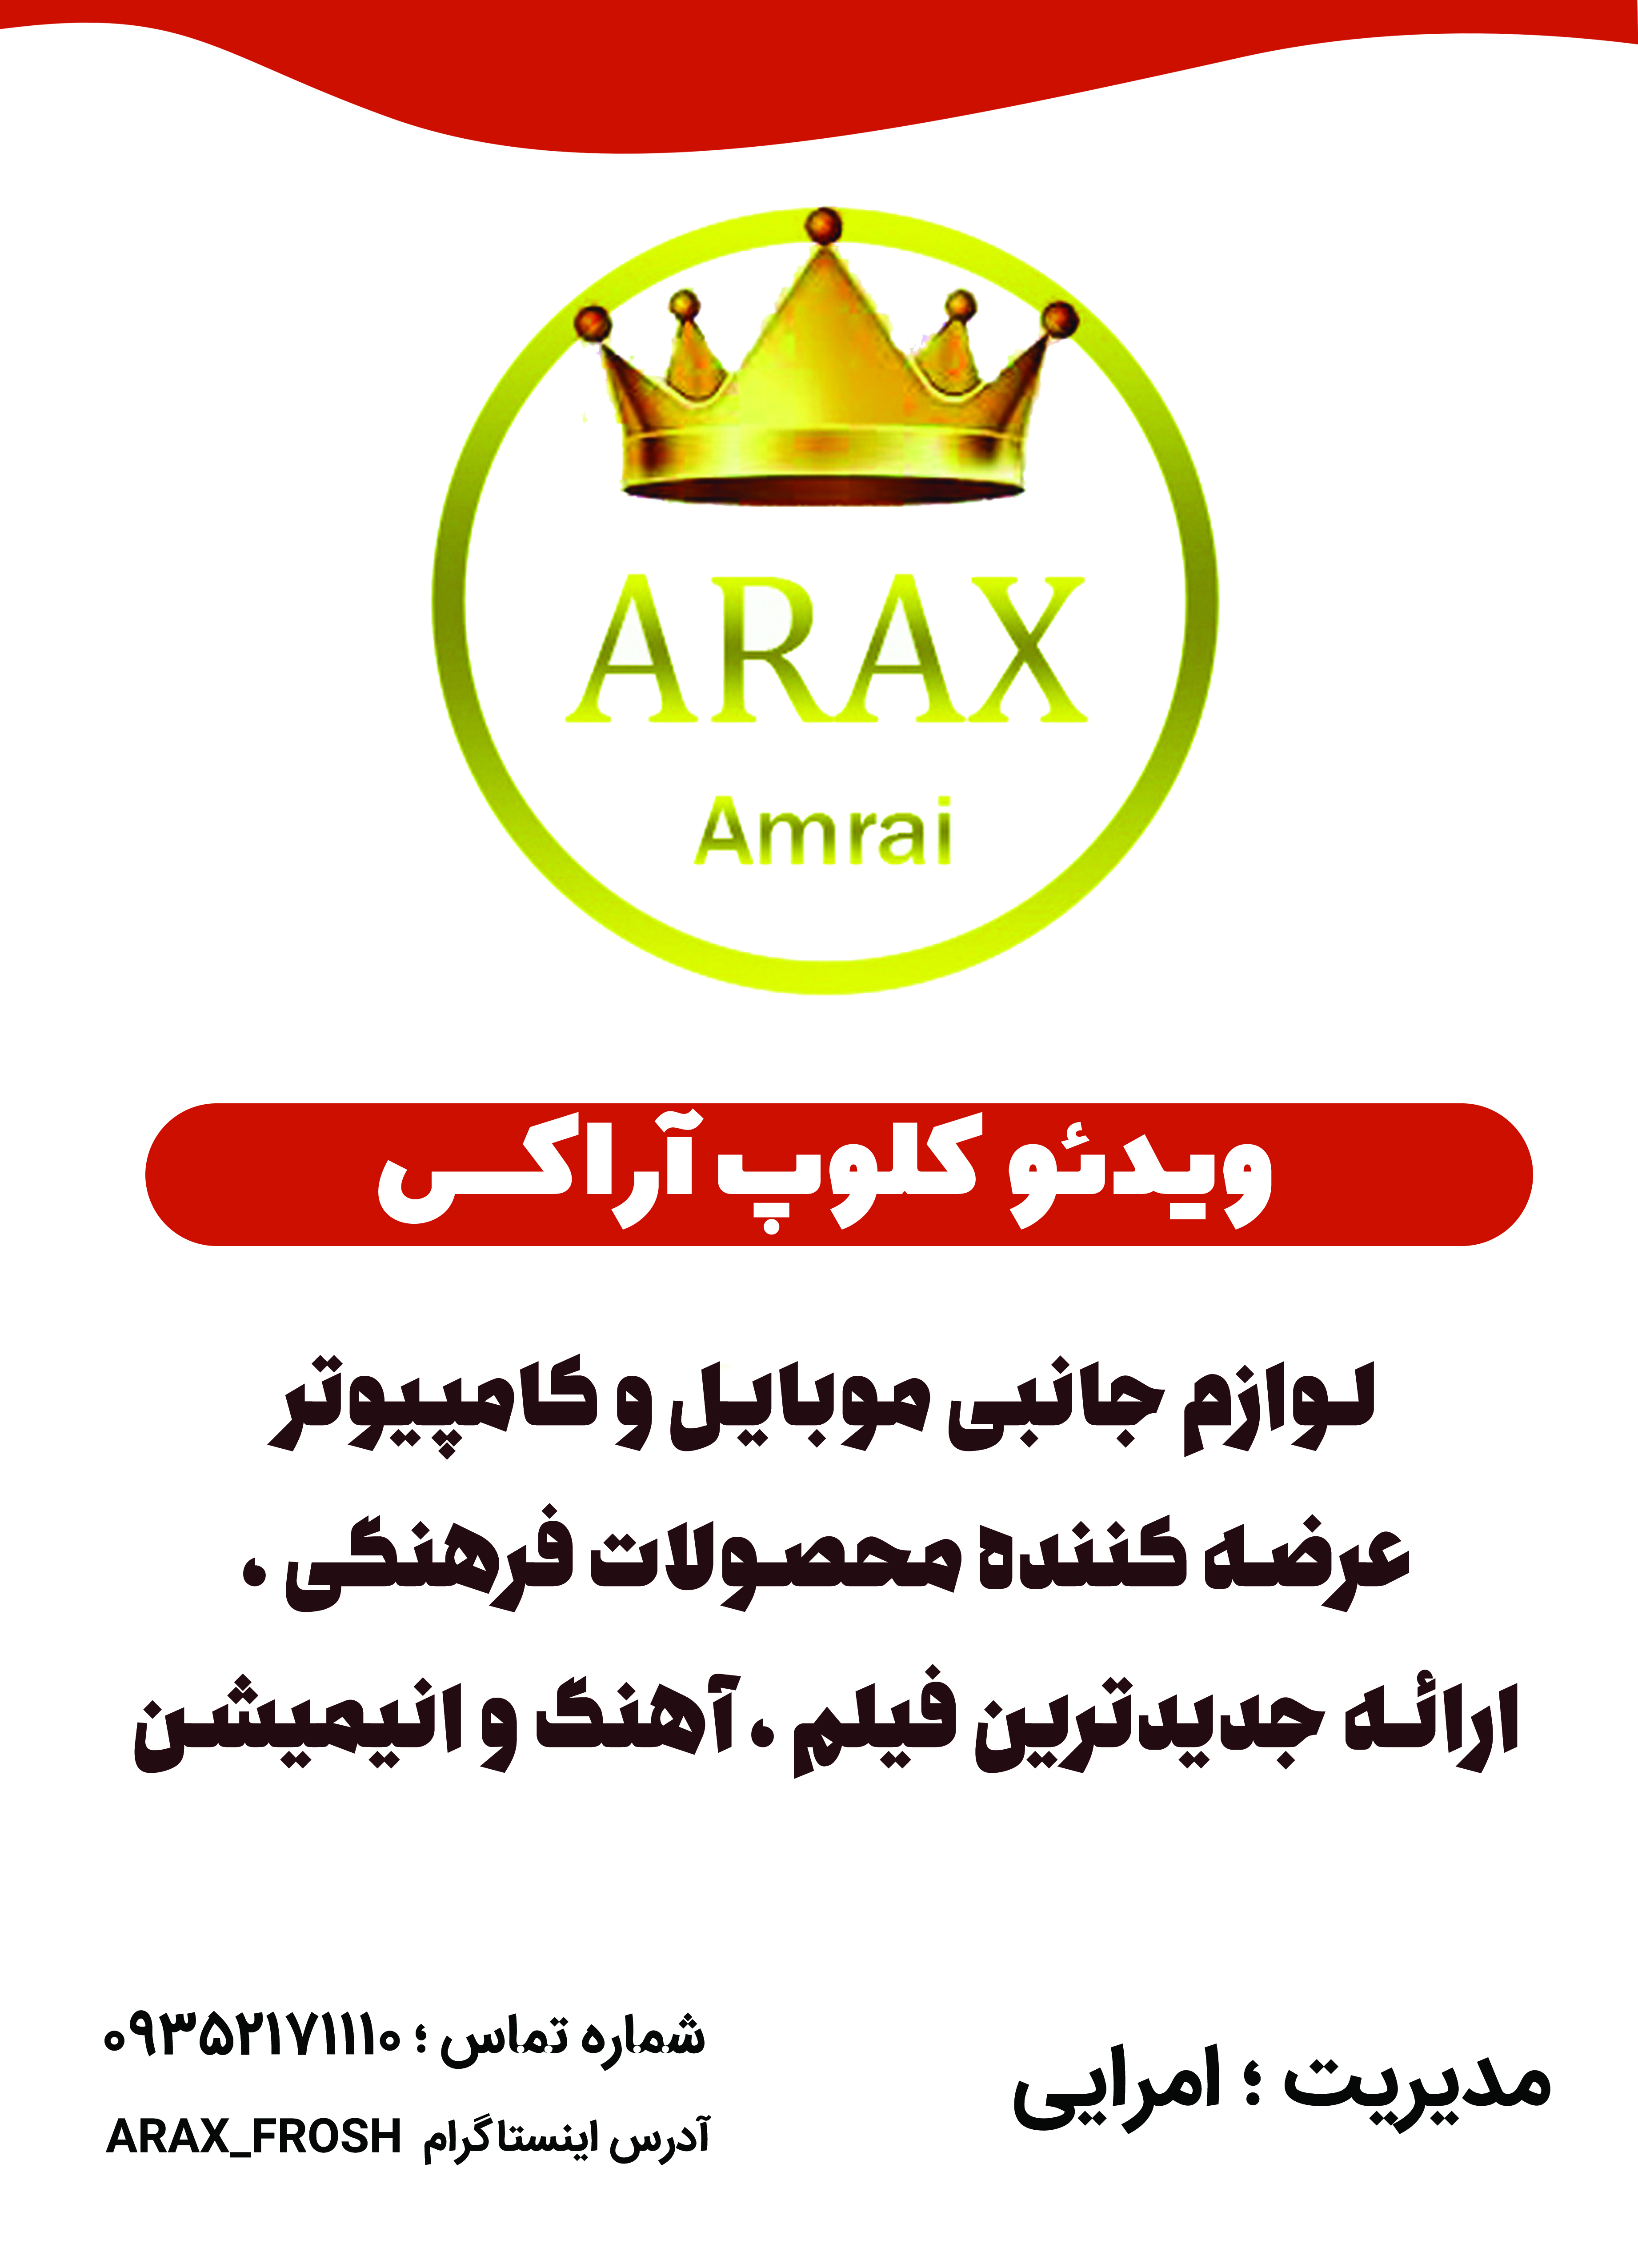 ARAX
Amrai
ویدئو کلوپ آراکی
لوازم جانبی موبایل و کامپیوتر
عرضه کننده محصولات فرهنگی .
ارائه جدیدترین فیلم . آهنگ و انیمیشن
شماره تماس ؛ ۰۹۳۵۲۱۷۱۱۱۰
مدیریت ؛ امرایی
آدرس اینستاگرام ARAX_FROSH